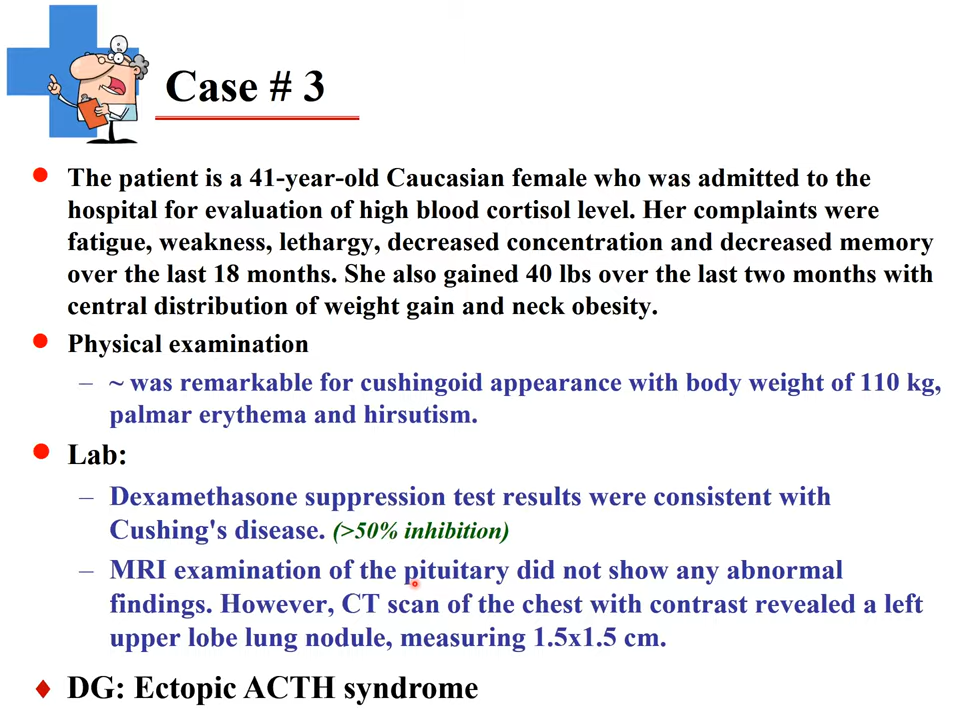 Case # 3
The patient is a 41-year-old Caucasian female who was admitted to the
hospital for evaluation of high blood cortisol level. Her complaints were
fatigue, weakness, lethargy, decreased concentration and decreased memory
over the last 18 months. She also gained 40 lbs over the last two months with
central distribution of weight gain and neck obesity.
Physical examination
– ~ was remarkable for cushingoid appearance with body weight of 110 kg,
palmar erythema and hirsutism.
Lab:
– Dexamethasone suppression test results were consistent with
Cushing's disease. (>50% inhibition)
– MRI examination of the pituitary did not show any abnormal
findings. However, CT scan of the chest with contrast revealed a left
upper lobe lung nodule, measuring 1.5x1.5 cm.
DG: Ectopic ACTH syndrome